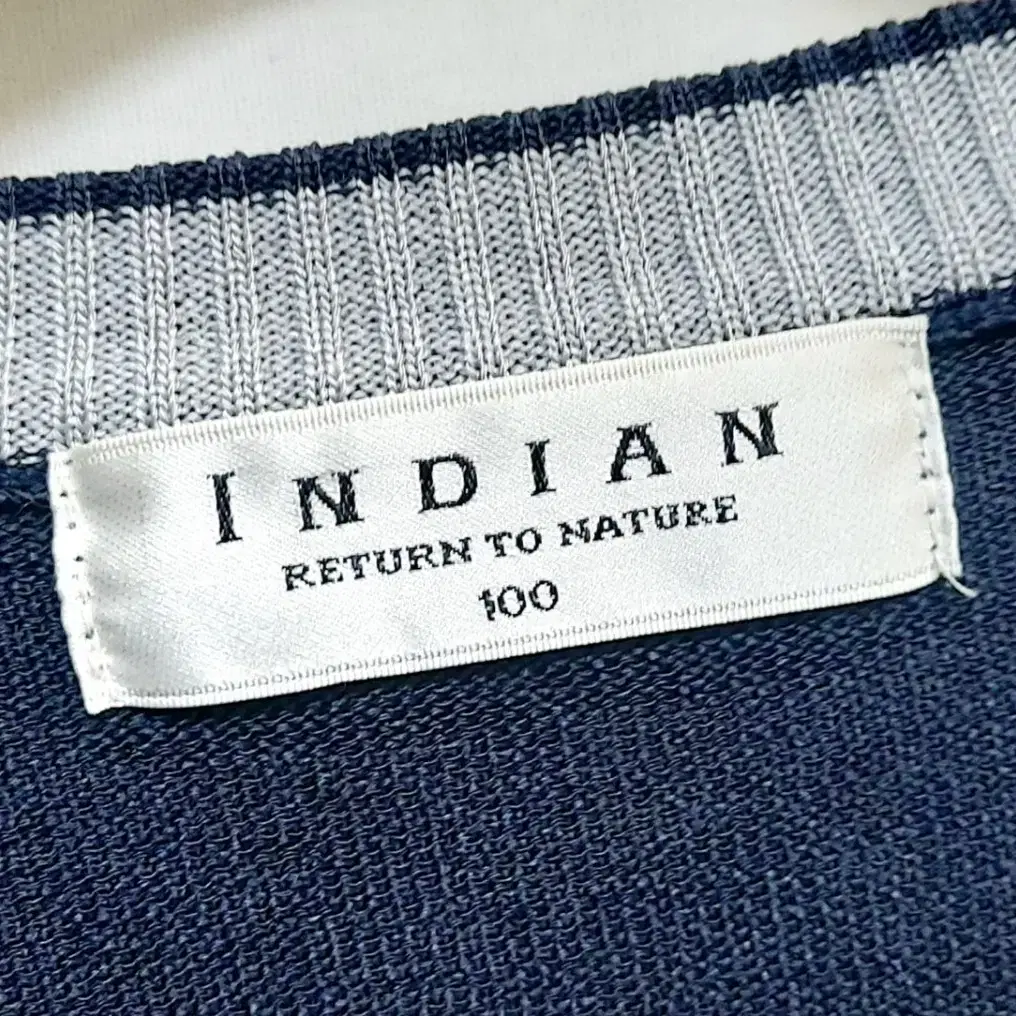 INDIAN
RETURN TO NATURE
100